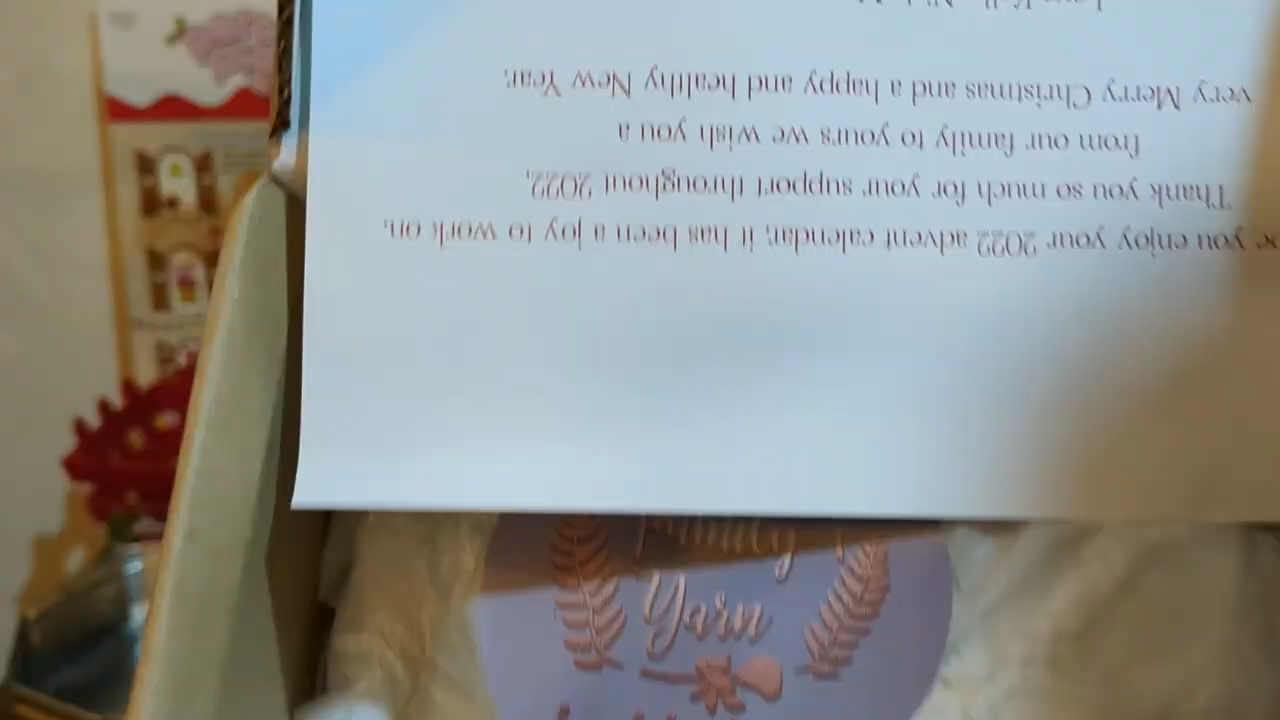 you enjoy your 2022 advent calendar, it has been a joy to work on.
Thank you so much for your support throughout 2022,
from our family to yours we wish you a
very Merry Christmas and a happy and healthy New Year.
Yarn